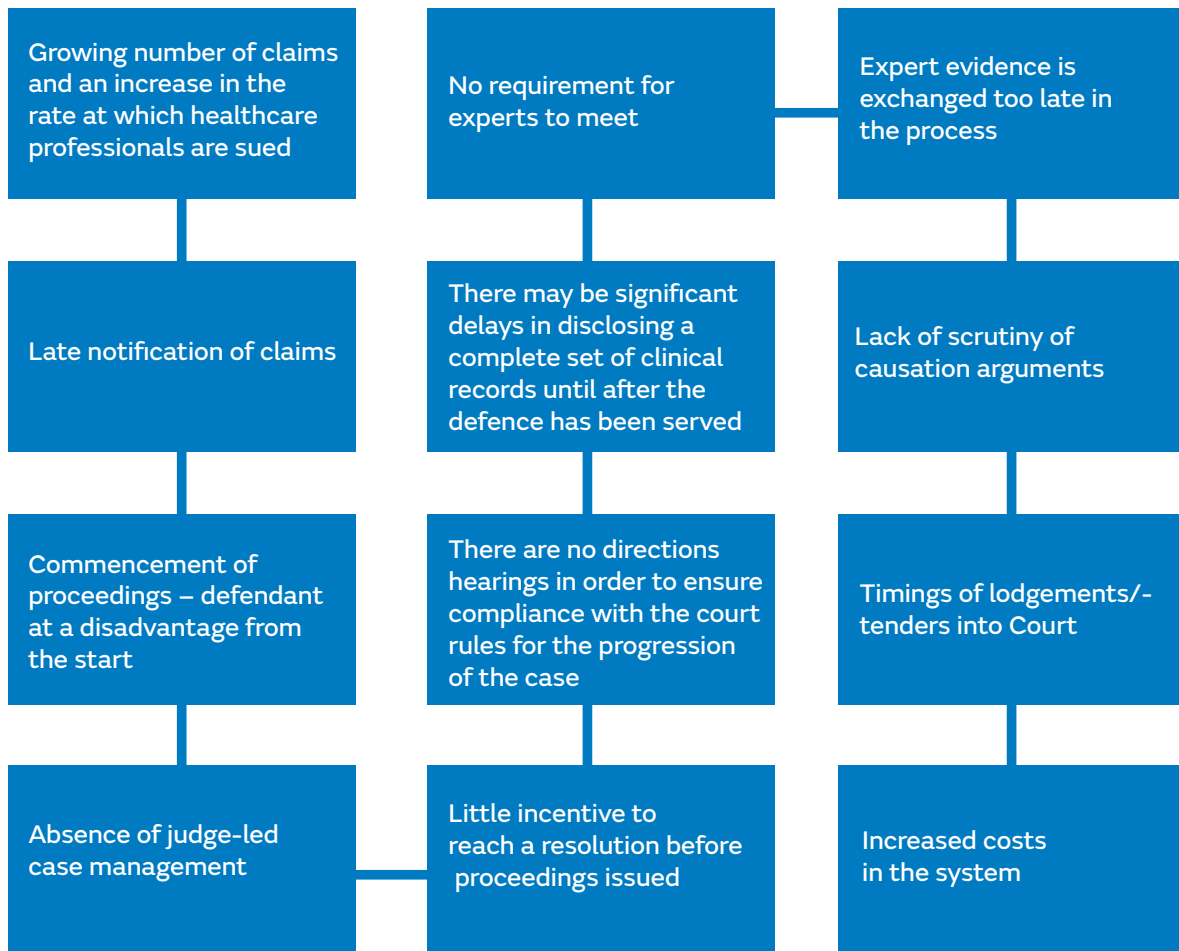 Growing number of claims
and an increase in the
rate at which healthcare
professionals are sued
Late notification of claims
Commencement of
proceedings – defendant
at a disadvantage from
the start
Absence of judge-led
case management
Little incentive to
reach a resolution before
proceedings issued
There are no directions
hearings in order to ensure
compliance with the court
rules for the progression
of the case
There may be significant
delays in disclosing a
complete set of clinical
records until after the
defence has been served
No requirement for
experts to meet
Expert evidence is
exchanged too late in
the process
Lack of scrutiny of
causation arguments
Timings of lodgements/-
tenders into Court
Increased costs
in the system